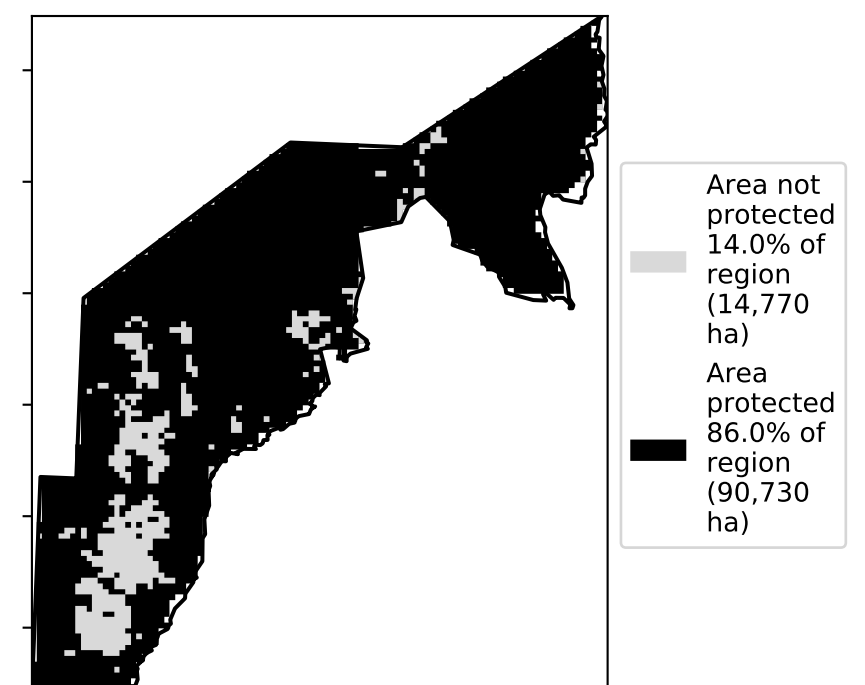 Area not
protected
14.0% of
region
(14,770
ha)
Area
protected
86.0% of
region
(90,730
ha)